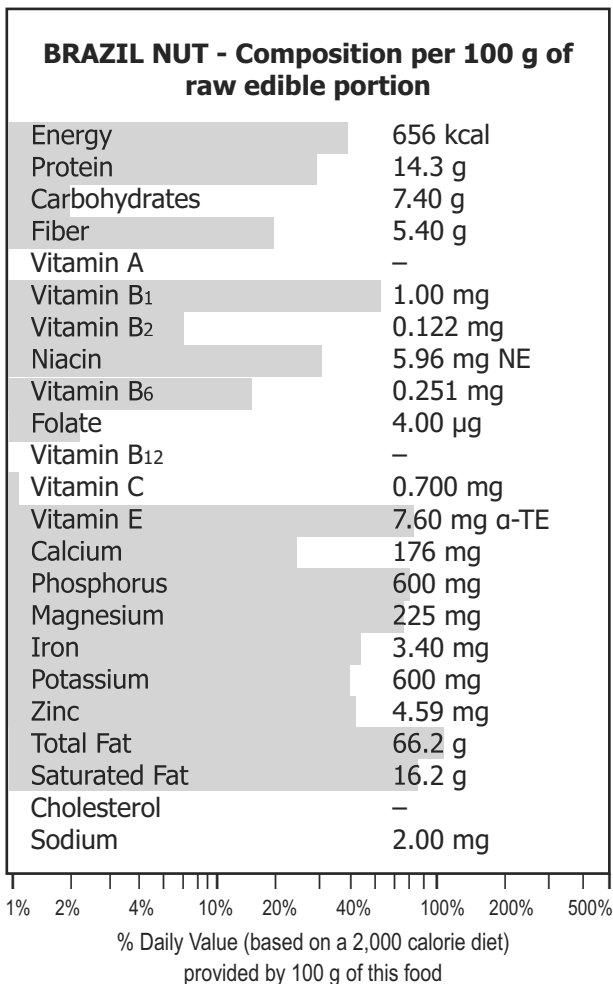 BRAZIL NUT - Composition per 100 g of
raw edible portion
Energy 656 kcal
Protein 14.3 g
Carbohydrates 7.40 g
Fiber 5.40 g
Vitamin A –
Vitamin B1 1.00 mg
Vitamin B2 0.122 mg
Niacin 5.96 mg NE
Vitamin B6 0.251 mg
Folate 4.00 µg
Vitamin B12 –
Vitamin C 0.700 mg
Vitamin E 7.60 mg α-TE
Calcium 176 mg
Phosphorus 600 mg
Magnesium 225 mg
Iron 3.40 mg
Potassium 600 mg
Zinc 4.59 mg
Total Fat 66.2 g
Saturated Fat 16.2 g
Cholesterol –
Sodium 2.00 mg
1% 2% 4% 10% 20% 40% 100% 200% 500%
% Daily Value (based on a 2,000 calorie diet)
provided by 100 g of this food